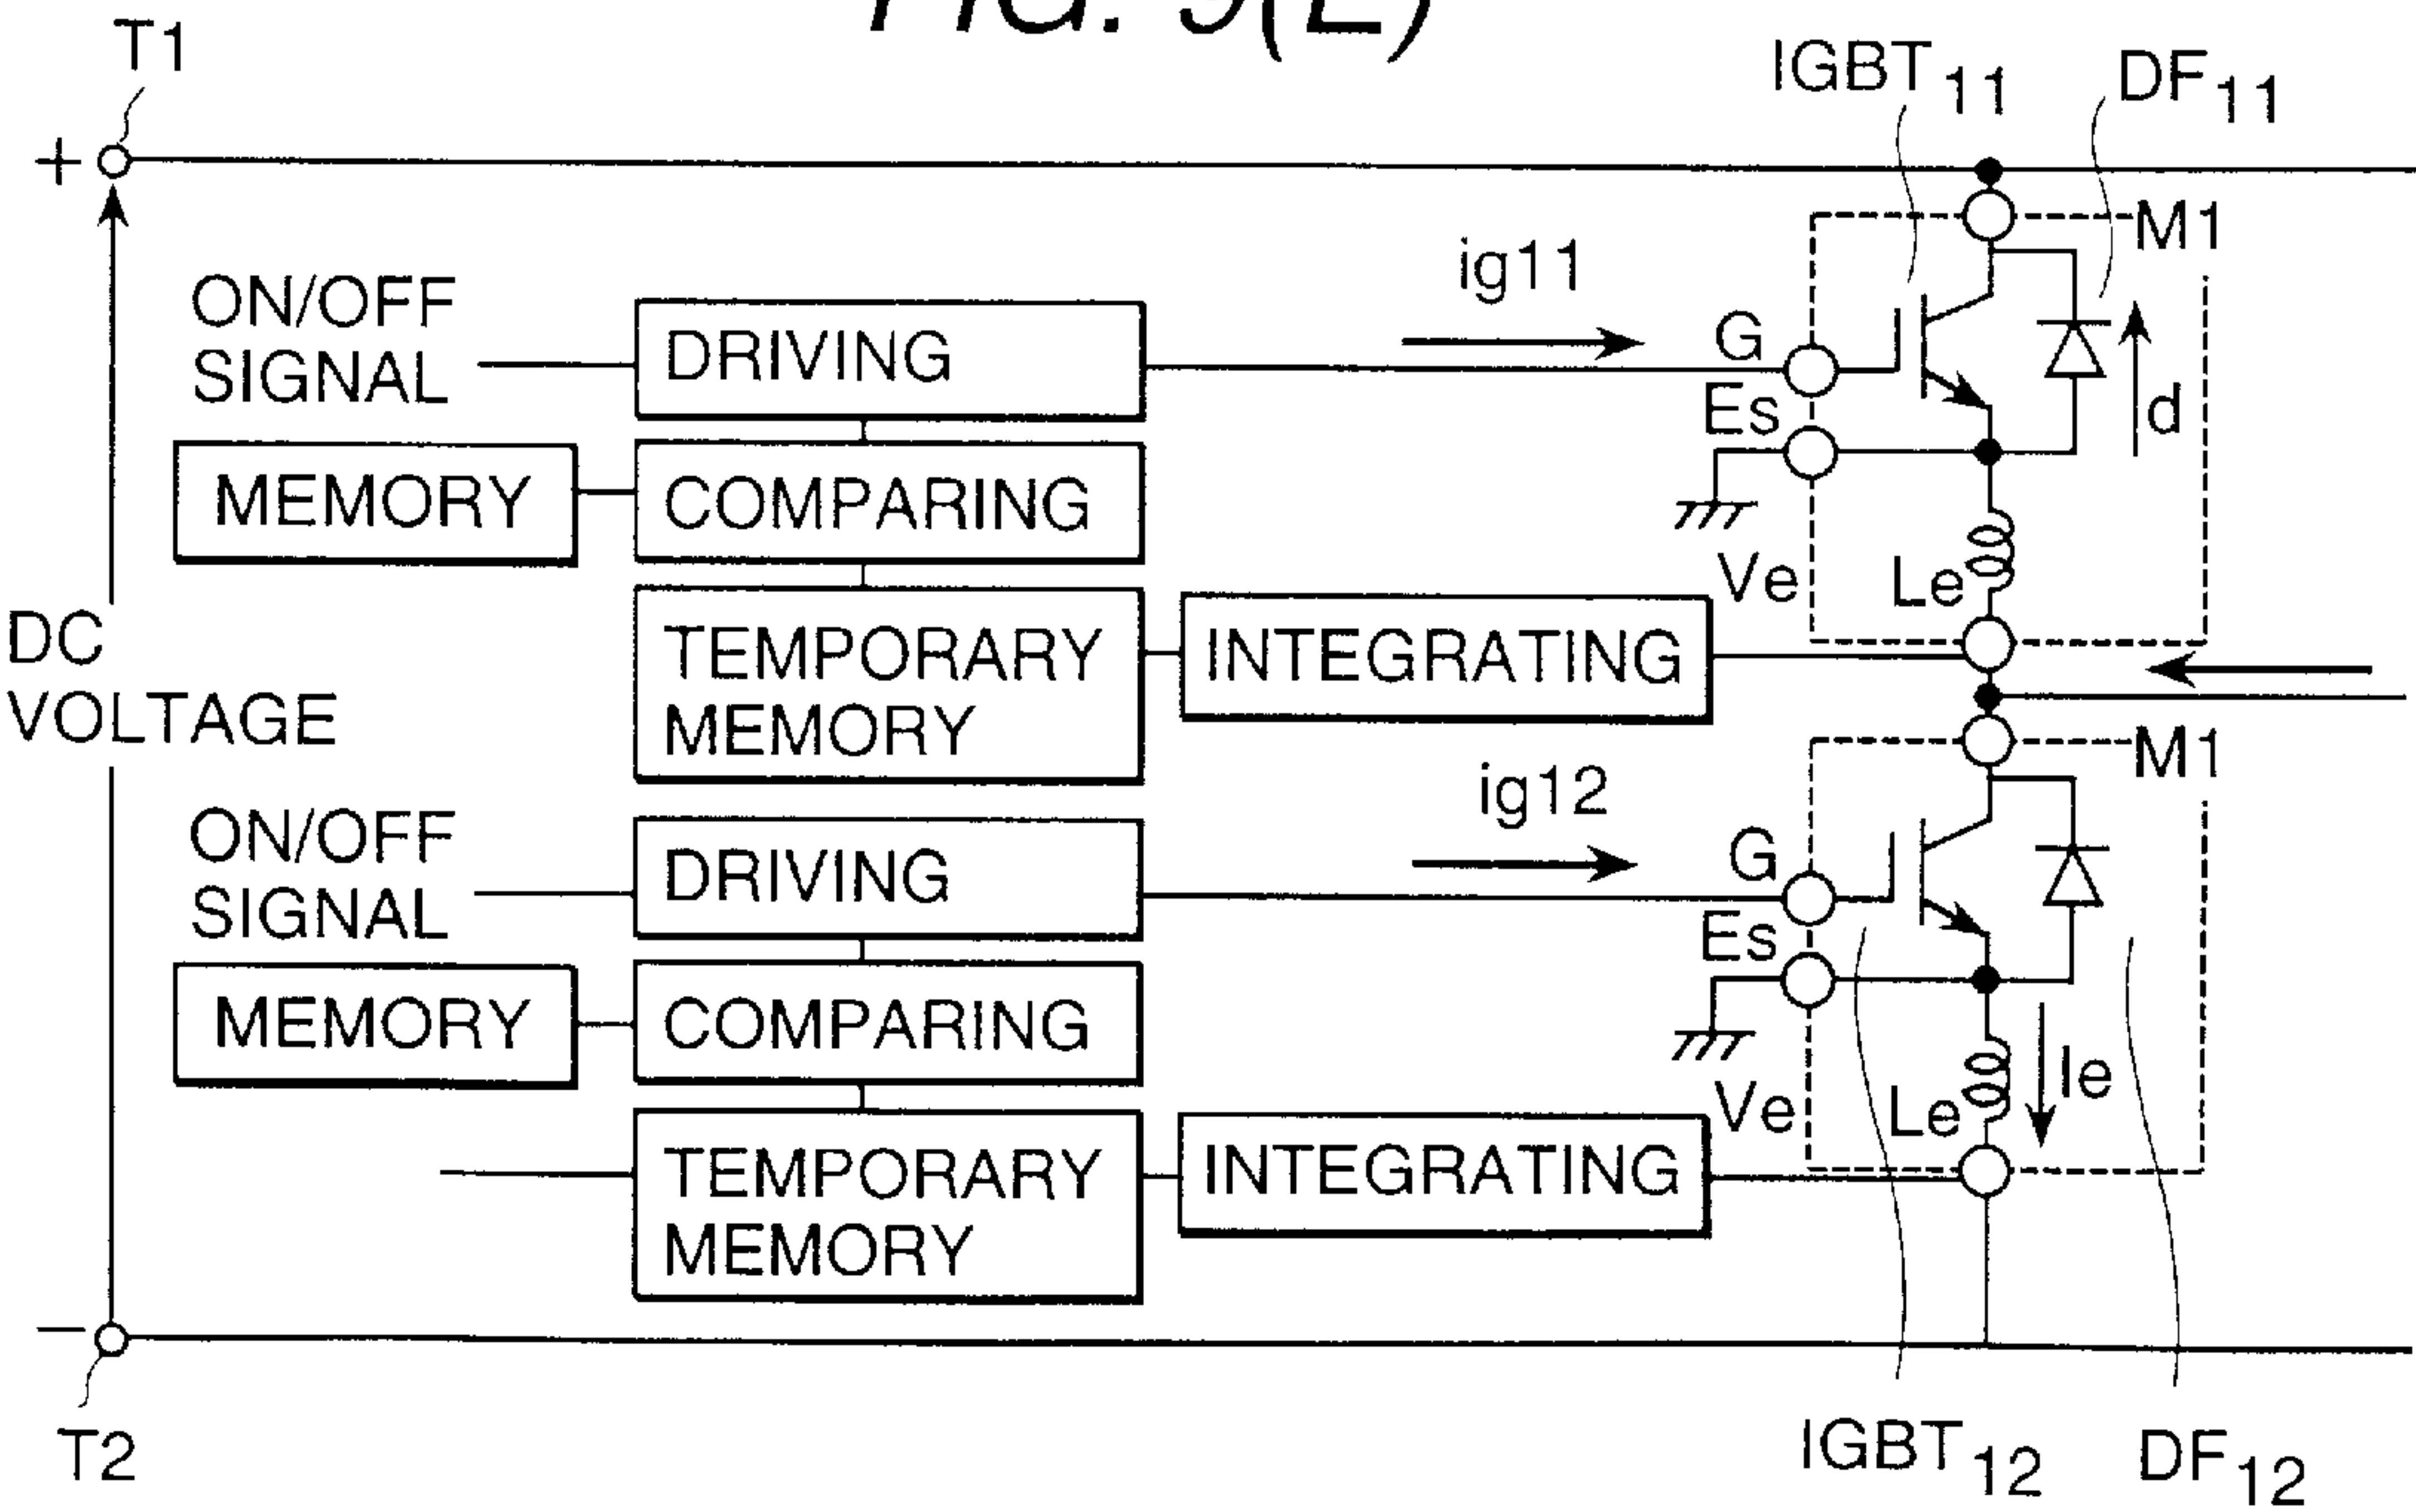 T1
IGBT11
DF11
+
M1
ig11
ON/OFF
SIGNAL
DRIVING
G
Es
d
MEMORY
COMPARING
Ve
Le
DC
VOLTAGE
TEMPORARY
MEMORY
INTEGRATING
M1
ig12
ON/OFF
SIGNAL
DRIVING
G
Es
MEMORY
COMPARING
Ve
Le
Ie
TEMPORARY
MEMORY
INTEGRATING
−
T2
IGBT12
DF12